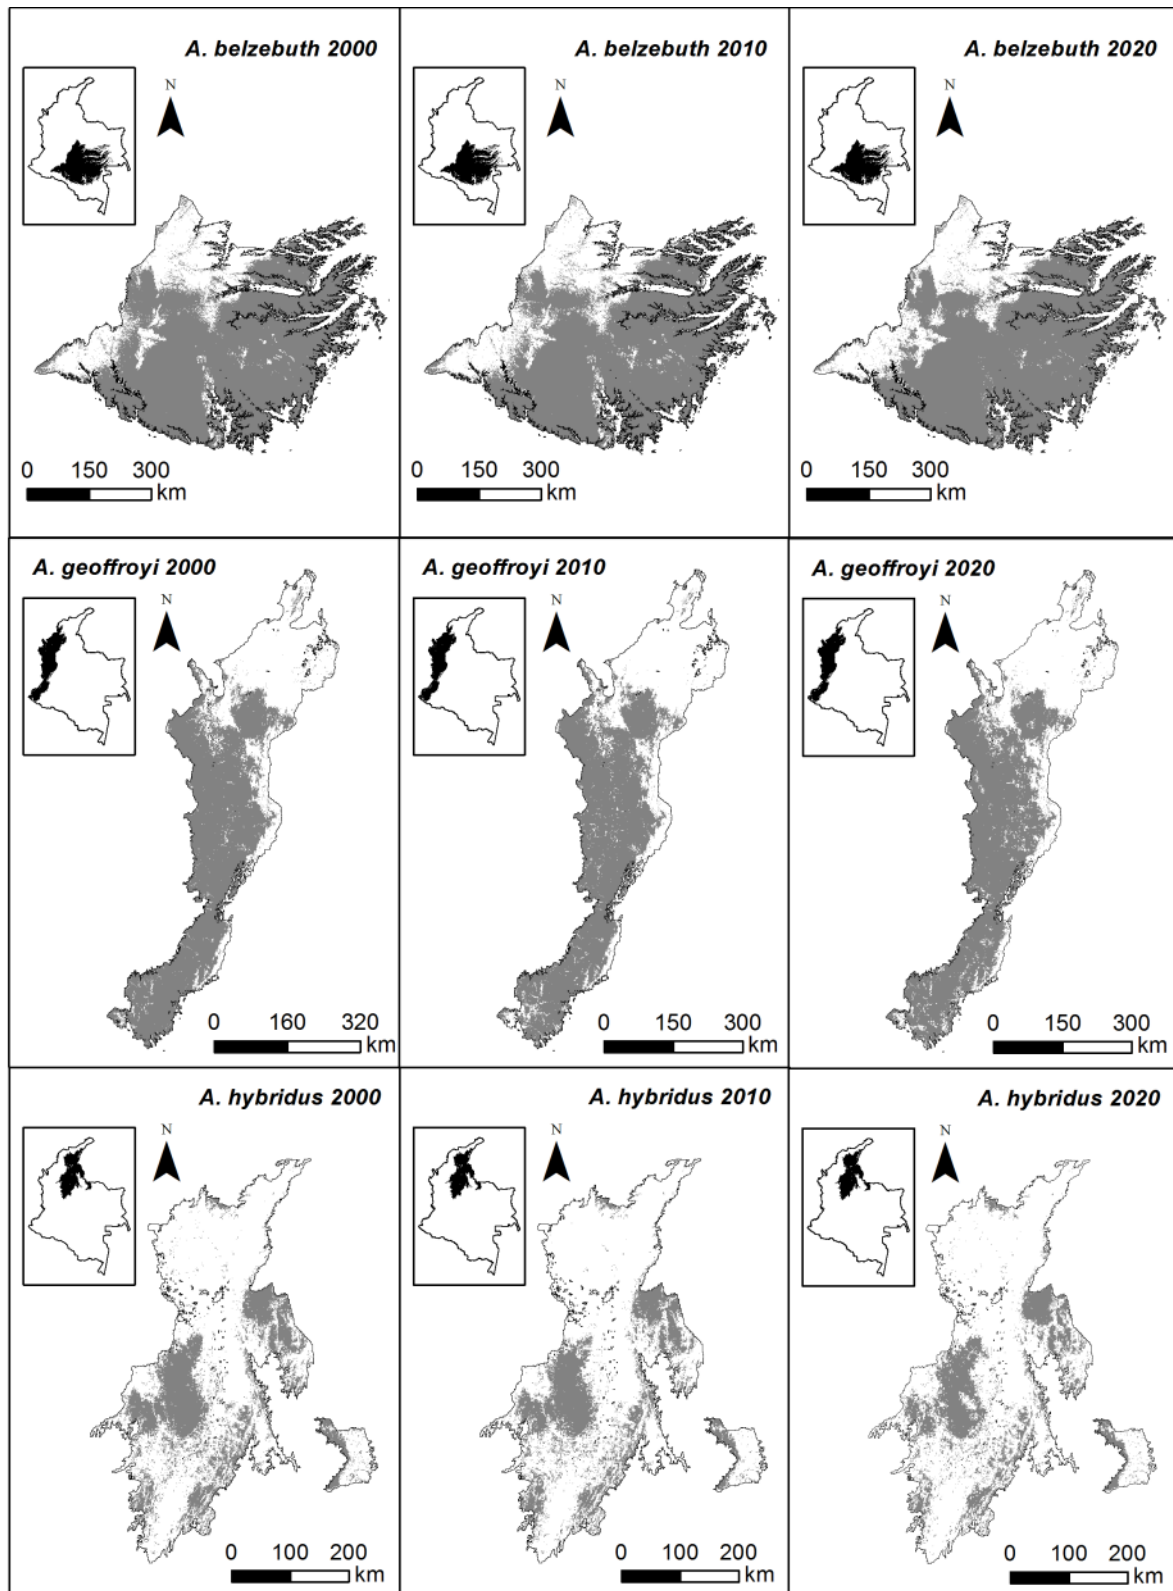 A. belzebuth 2000
N
0 150 300
km
A. belzebuth 2010
N
0 150 300
km
A. belzebuth 2020
N
0 150 300
km
A. geoffroyi 2000
N
0 160 320
km
A. geoffroyi 2010
N
0 150 300
km
A. geoffroyi 2020
N
0 150 300
km
A. hybridus 2000
N
0 100 200
km
A. hybridus 2010
N
0 100 200
km
A. hybridus 2020
N
0 100 200
km